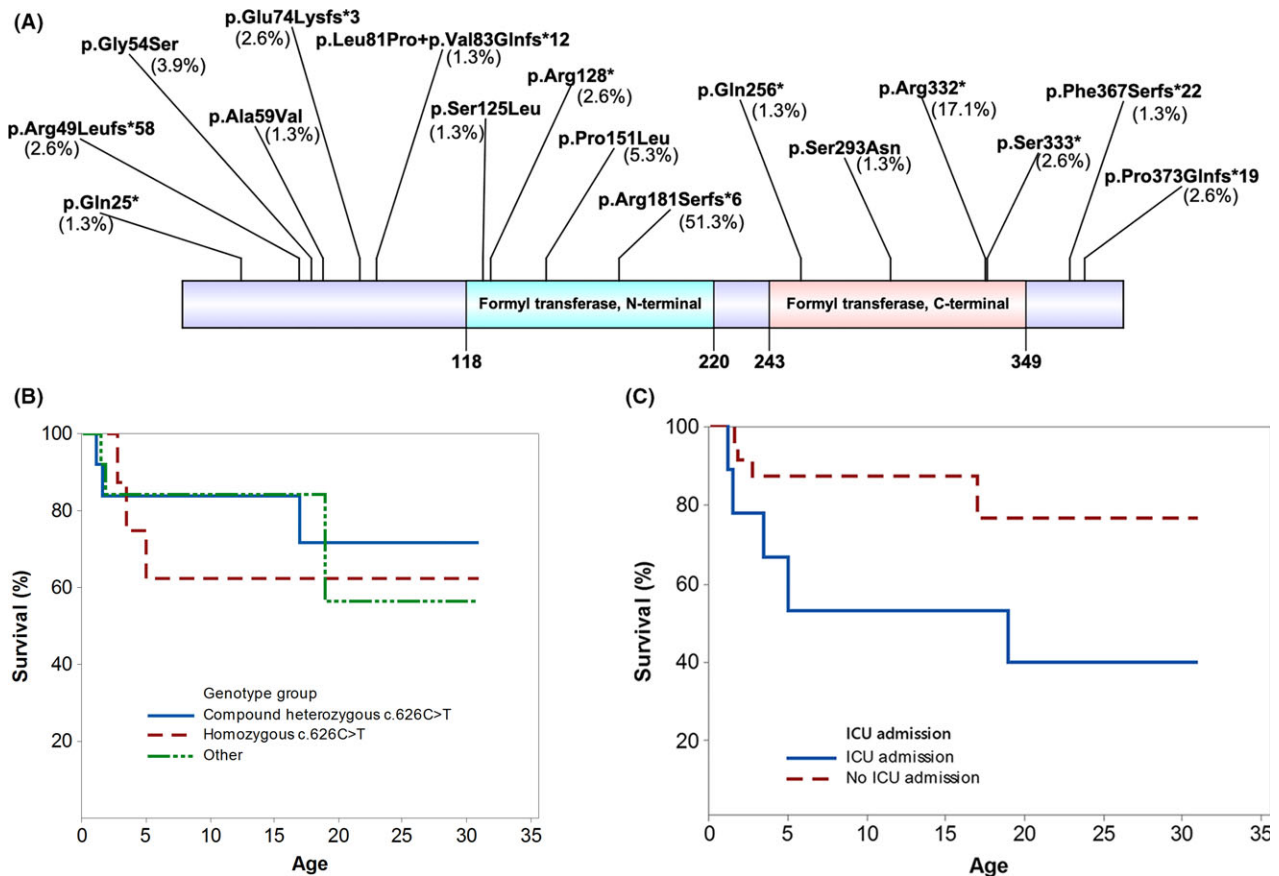 (A)
p.Glu74Lysfs*3
(2.6%)
p.Gly54Ser
(3.9%)
p.Leu81Pro+p.Val83Glnfs*12
(1.3%)
p.Arg128*
(2.6%)
p.Gln256*
(1.3%)
p.Arg332*
(17.1%)
p.Phe367Serfs*22
(1.3%)
p.Arg49Leufs*58
(2.6%)
p.Ala59Val
(1.3%)
p.Ser125Leu
(1.3%)
p.Pro151Leu
(5.3%)
p.Ser293Asn
(1.3%)
p.Ser333*
(2.6%)
p.Pro373Glnfs*19
(2.6%)
p.Gln25*
(1.3%)
p.Arg181Serfs*6
(51.3%)
Formyl transferase, N-terminal
Formyl transferase, C-terminal
118
220
243
349
(B)
100
80
60
40
20
Survival (%)
Genotype group
Compound heterozygous c.626C>T
Homozygous c.626C>T
Other
0 5 10 15 20 25 30 35
Age
(C)
100
80
60
40
20
Survival (%)
ICU admission
ICU admission
No ICU admission
0 5 10 15 20 25 30 35
Age